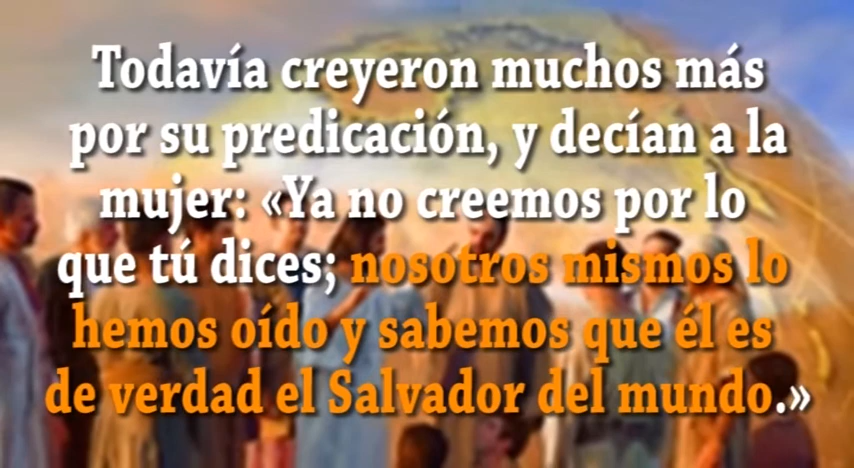 Todavía creyeron muchos más
por su predicación, y decían a la
mujer: «Ya no creemos por lo
que tú dices; nosotros mismos lo
hemos oído y sabemos que él es
de verdad el Salvador del mundo.»